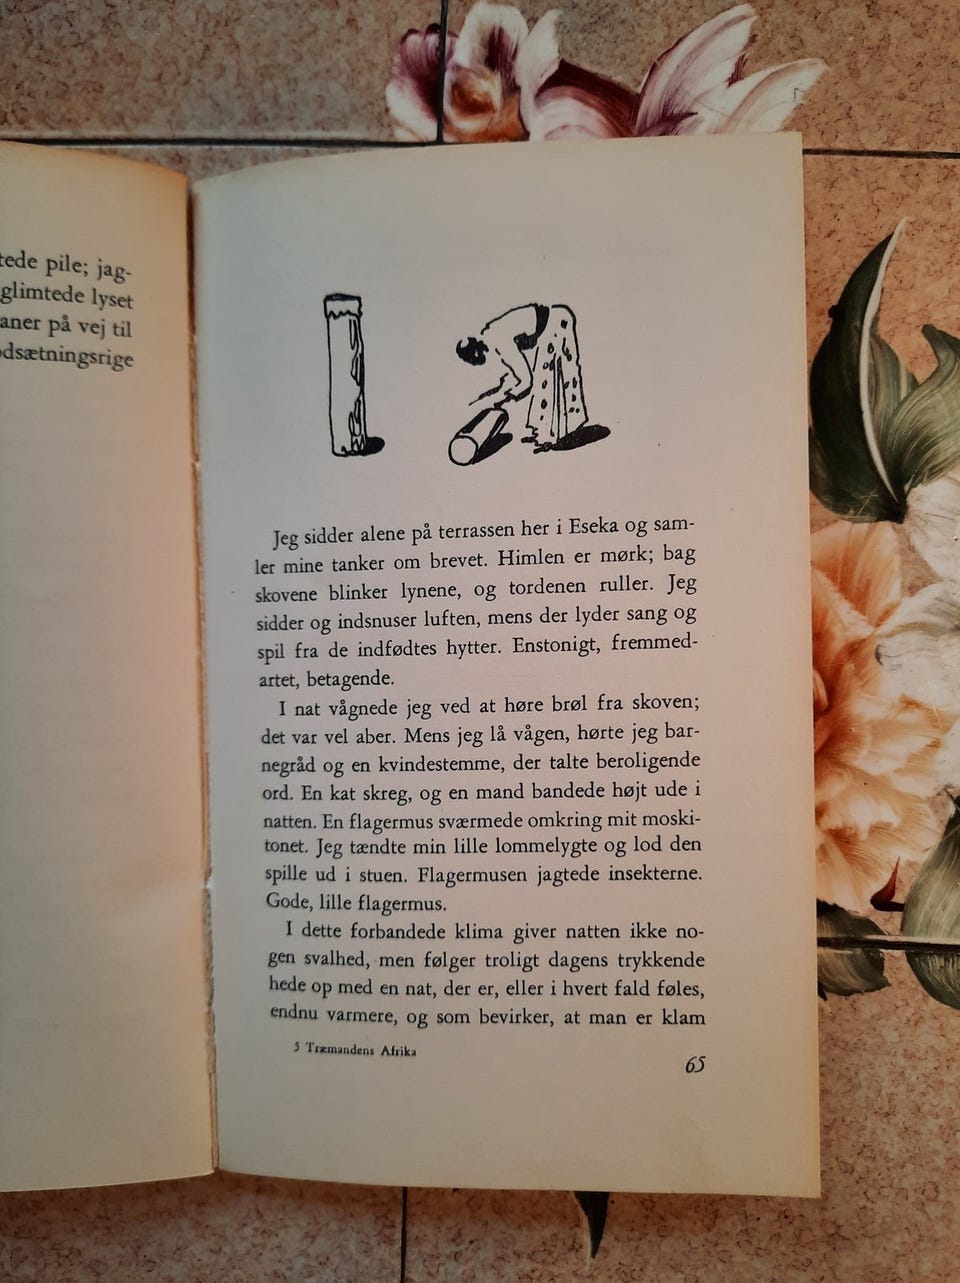 tede pile; jag-
glimtede lyset
aner på vej til
dsætningsrige
Jeg sidder alene på terrassen her i Eseka og sam-
ler mine tanker om brevet. Himlen er mørk; bag
skovene blinker lynene, og tordenen ruller. Jeg
sidder og indsnuser luften, mens der lyder sang og
spil fra de indfødtes hytter. Enstonigt, fremmed-
artet, betagende.
I nat vågnede jeg ved at høre brøl fra skoven;
det var vel aber. Mens jeg lå vågen, hørte jeg bar-
negråd og en kvindestemme, der talte beroligende
ord. En kat skreg, og en mand bandede højt ude i
natten. En flagermus sværmede omkring mit moski-
tonet. Jeg tændte min lille lommelygte og lod den
spille ud i stuen. Flagermusen jagtede insekterne.
Gode, lille flagermus.
I dette forbandede klima giver natten ikke no-
gen svalhed, men følger troligt dagens trykkende
hede op med en nat, der er, eller i hvert fald føles,
endnu varmere, og som bevirker, at man er klam
5 Træmandens Afrika
65